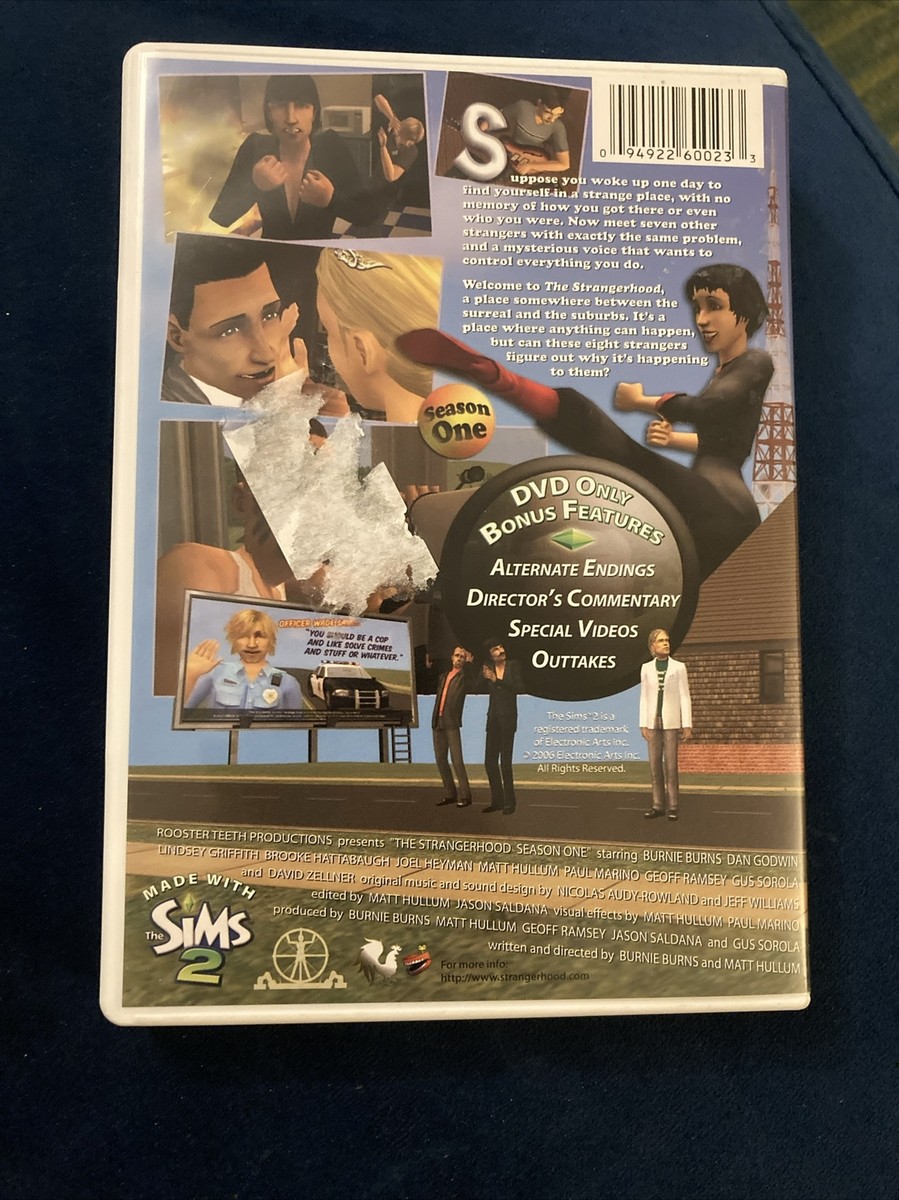 0 94922 60023 3
Suppose you woke up one day to
find yourself in a strange place, with no
memory of how you got there or even
who you were. Now meet seven other
strangers with exactly the same problem,
and a mysterious voice that wants to
control everything you do.
Welcome to The Strangerhood,
a place somewhere between the
surreal and the suburbs. It's a
place where anything can happen,
but can these eight strangers
figure out why it's happening
to them?
Season
One
DVD Only
Bonus Features
Alternate Endings
Director's Commentary
Special Videos
Outtakes
OFFICER WADE SAYS...
"YOU SHOULD BE A COP
AND LIKE SOLVE CRIMES
AND STUFF OR WHATEVER."
The Sims™ 2 is a
registered trademark
of Electronic Arts Inc.
© 2006 Electronic Arts Inc.
All Rights Reserved.
ROOSTER TEETH PRODUCTIONS presents "THE STRANGERHOOD SEASON ONE" starring BURNIE BURNS DAN GODWIN
LINDSEY GRIFFITH BROOKE HATTABAUGH JOEL HEYMAN MATT HULLUM PAUL MARINO GEOFF RAMSEY GUS SOROLA
and DAVID ZELLNER original music and sound design by NICOLAS AUDY-ROWLAND and JEFF WILLIAMS
edited by MATT HULLUM JASON SALDANA visual effects by MATT HULLUM PAUL MARINO
produced by BURNIE BURNS MATT HULLUM GEOFF RAMSEY JASON SALDANA and GUS SOROLA
written and directed by BURNIE BURNS and MATT HULLUM
MADE WITH
The SIMS
2
For more info:
http://www.strangerhood.com